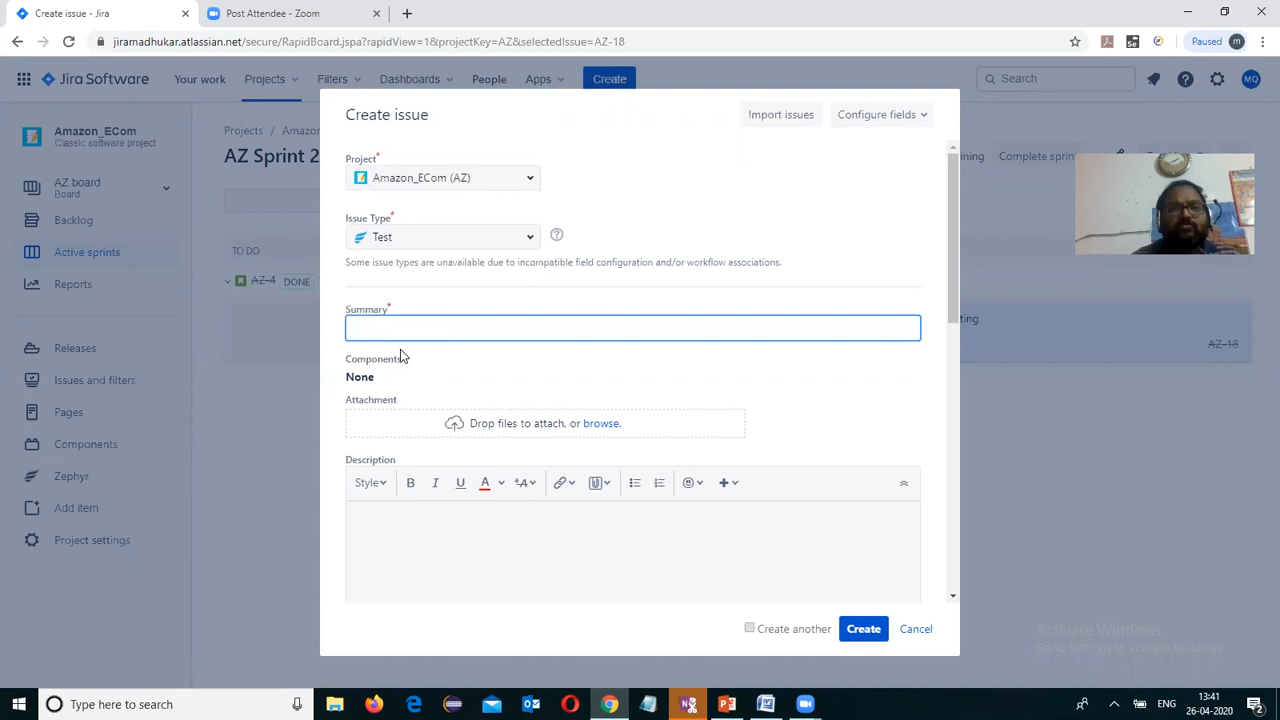 Create issue - Jira
Post Attendee - Zoom
jiramadhukar.atlassian.net/secure/RapidBoard.jspa?rapidView=1&projectKey=AZ&selectedIssue=AZ-18
Paused
m
Jira Software
Your work
Projects
Filters
Dashboards
People
Apps
Create
Search
MQ
Amazon_ECom
Classic software project
AZ board
Board
Backlog
Active sprints
Reports
Releases
Issues and filters
Pages
Components
Zephyr
Add item
Project settings
Projects / Amazon
AZ Sprint 2
Complete sprin
TO DO
AZ-4 DONE
AZ-18
Create issue
Import issues
Configure fields
Project*
Amazon_ECom (AZ)
Issue Type*
Test
Some issue types are unavailable due to incompatible field configuration and/or workflow associations.
Summary*
Components
None
Attachment
Drop files to attach, or browse.
Description
Style
B I U A
Create another
Create
Cancel
Activate Windows
Go to Settings to activate Windows.
Type here to search
ENG
13:41
26-04-2020